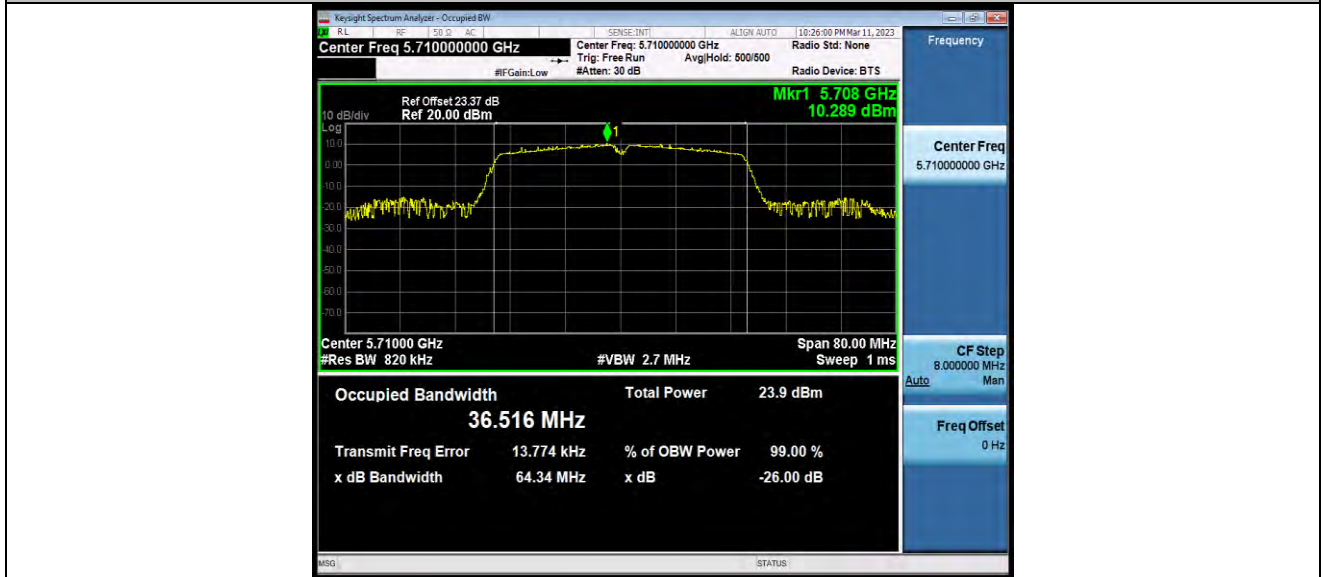 Keysight Spectrum Analyzer - Occupied BW
RL RF 50 Ω AC SENSE:INT ALIGN AUTO 10:26:00 PM Mar 11, 2023
Center Freq 5.710000000 GHz Center Freq: 5.710000000 GHz Radio Std: None
Trig: Free Run Avg|Hold: 500/500
#IFGain:Low #Atten: 30 dB Radio Device: BTS
Frequency
Mkr1 5.708 GHz
10.289 dBm
Ref Offset 23.37 dB
10 dB/div Ref 20.00 dBm
Log
1
10.0
0.00
-10.0
-20.0
-30.0
-40.0
-50.0
-60.0
-70.0
Center 5.71000 GHz Span 80.00 MHz
#Res BW 820 kHz #VBW 2.7 MHz Sweep 1 ms
Occupied Bandwidth Total Power 23.9 dBm
36.516 MHz
Transmit Freq Error 13.774 kHz % of OBW Power 99.00 %
x dB Bandwidth 64.34 MHz x dB -26.00 dB
Center Freq
5.710000000 GHz
CF Step
8.000000 MHz
Auto Man
Freq Offset
0 Hz
MSG STATUS